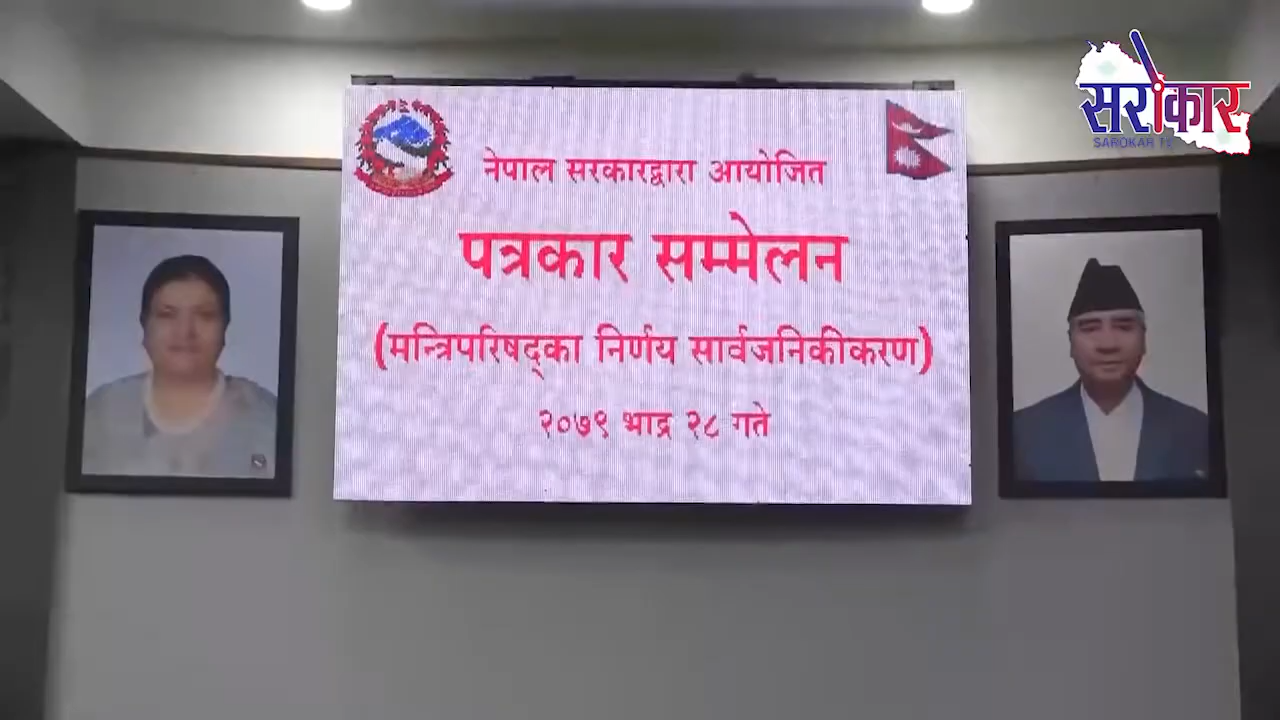 नेपाल सरकारद्वारा आयोजित
पत्रकार सम्मेलन
(मन्त्रिपरिषद्का निर्णय सार्वजनिकीकरण)
२०७९ भाद्र २८ गते
सरोकार
SAROKAR TV